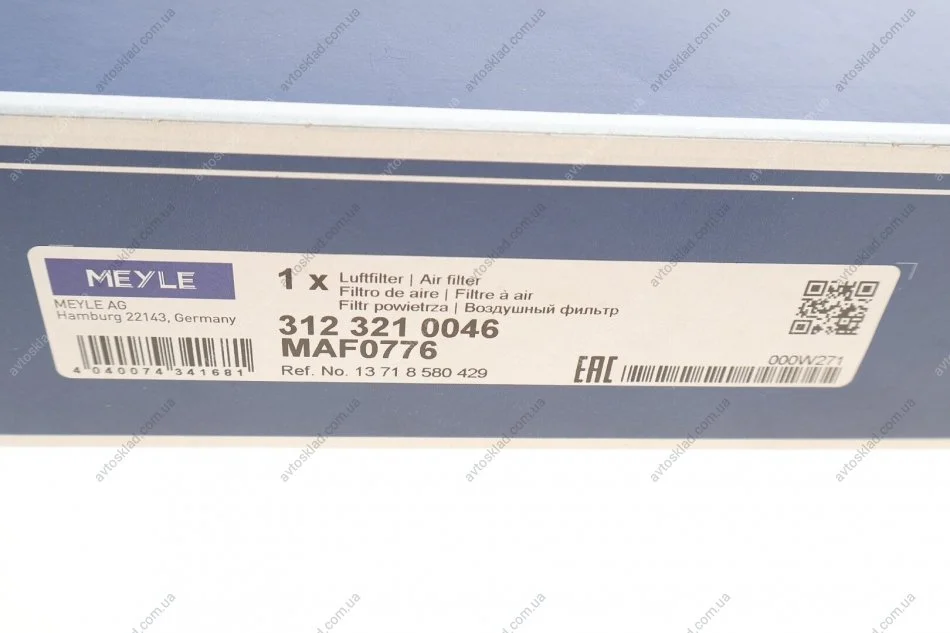 MEYLE
MEYLE AG
Hamburg 22143, Germany
4 040074 341681
1 x Luftfilter | Air filter
Filtro de aire | Filtre à air
Filtr powietrza | Воздушный фильтр
312 321 0046
MAF0776
Ref. No. 13 71 8 580 429
EAC
000W271
avtosklad.com.ua